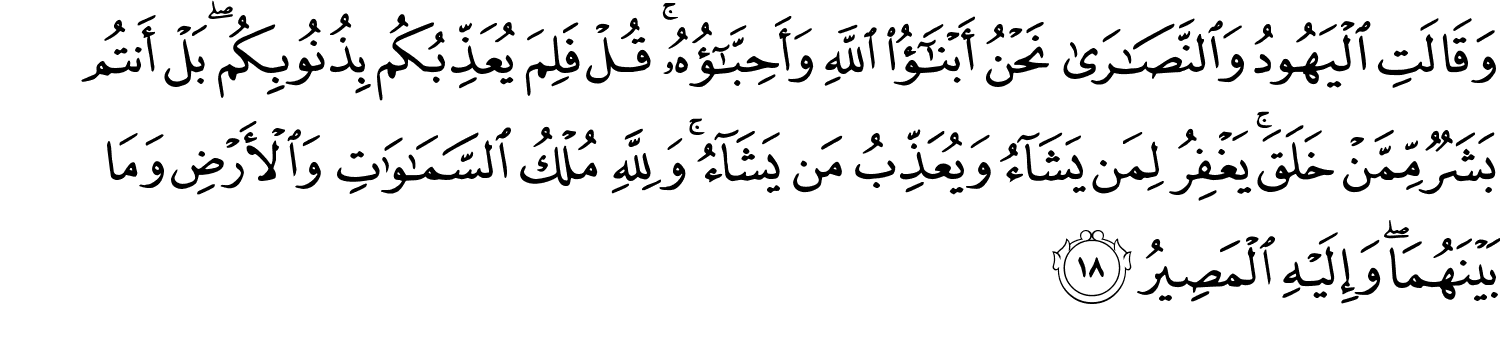 وَقَالَتِ ٱلۡيَهُودُ وَٱلنَّصَٰرَىٰ نَحۡنُ أَبۡنَٰٓؤُاْ ٱللَّهِ وَأَحِبَّٰٓؤُهُۥۚ قُلۡ فَلِمَ يُعَذِّبُكُم بِذُنُوبِكُمۖ بَلۡ أَنتُم
بَشَرٞ مِّمَّنۡ خَلَقَۚ يَغۡفِرُ لِمَن يَشَآءُ وَيُعَذِّبُ مَن يَشَآءُۚ وَلِلَّهِ مُلۡكُ ٱلسَّمَٰوَٰتِ وَٱلۡأَرۡضِ وَمَا
بَيۡنَهُمَاۖ وَإِلَيۡهِ ٱلۡمَصِيرُ ١٨